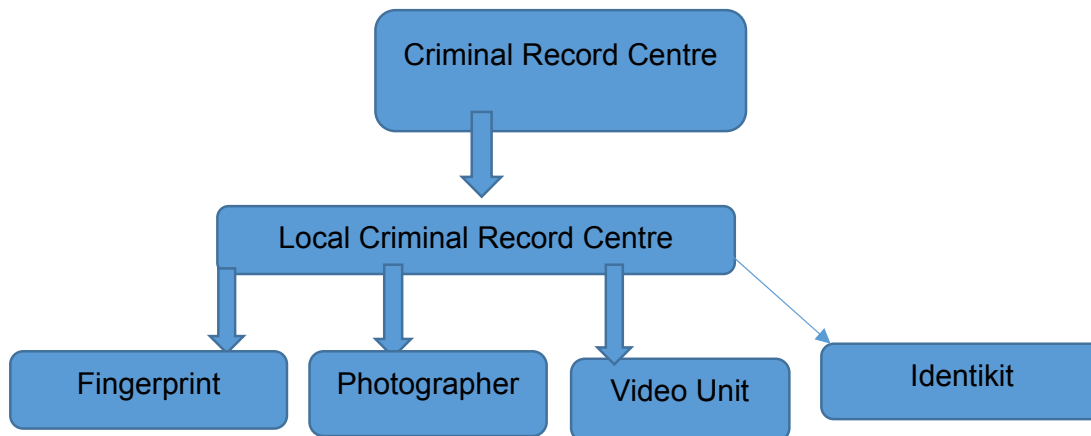 Criminal Record Centre
Local Criminal Record Centre
Fingerprint
Photographer
Video Unit
Identikit